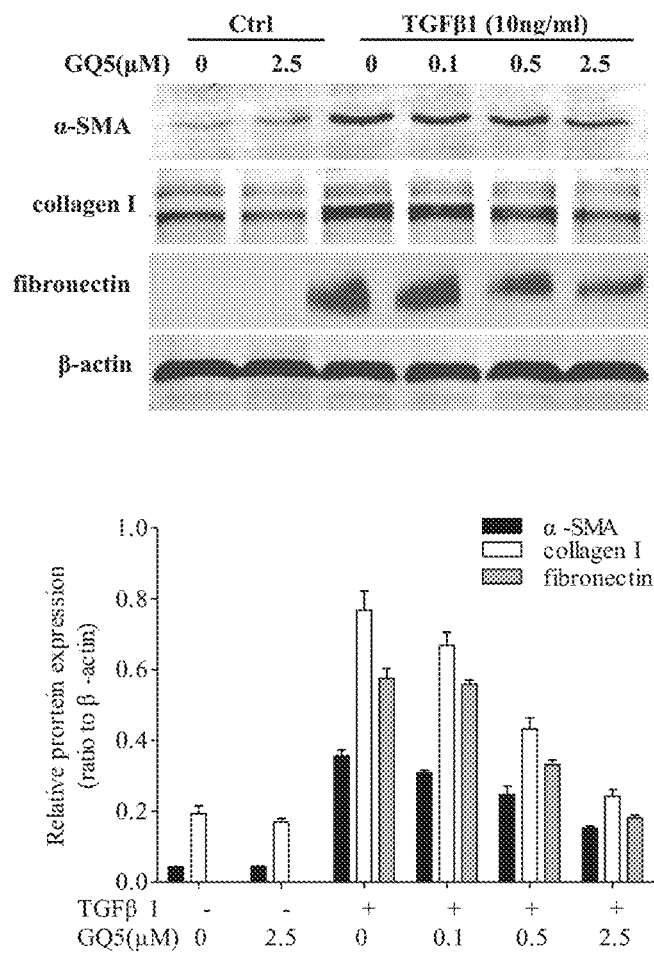 Ctrl TGFβ1 (10ng/ml)
GQ5(μM) 0 2.5 0 0.1 0.5 2.5
α-SMA
collagen I
fibronectin
β-actin
α -SMA
collagen I
fibronectin
Relative prortein expression
(ratio to β -actin)
1.0
0.8
0.6
0.4
0.2
0.0
TGFβ 1 - - + + + +
GQ5(μM) 0 2.5 0 0.1 0.5 2.5